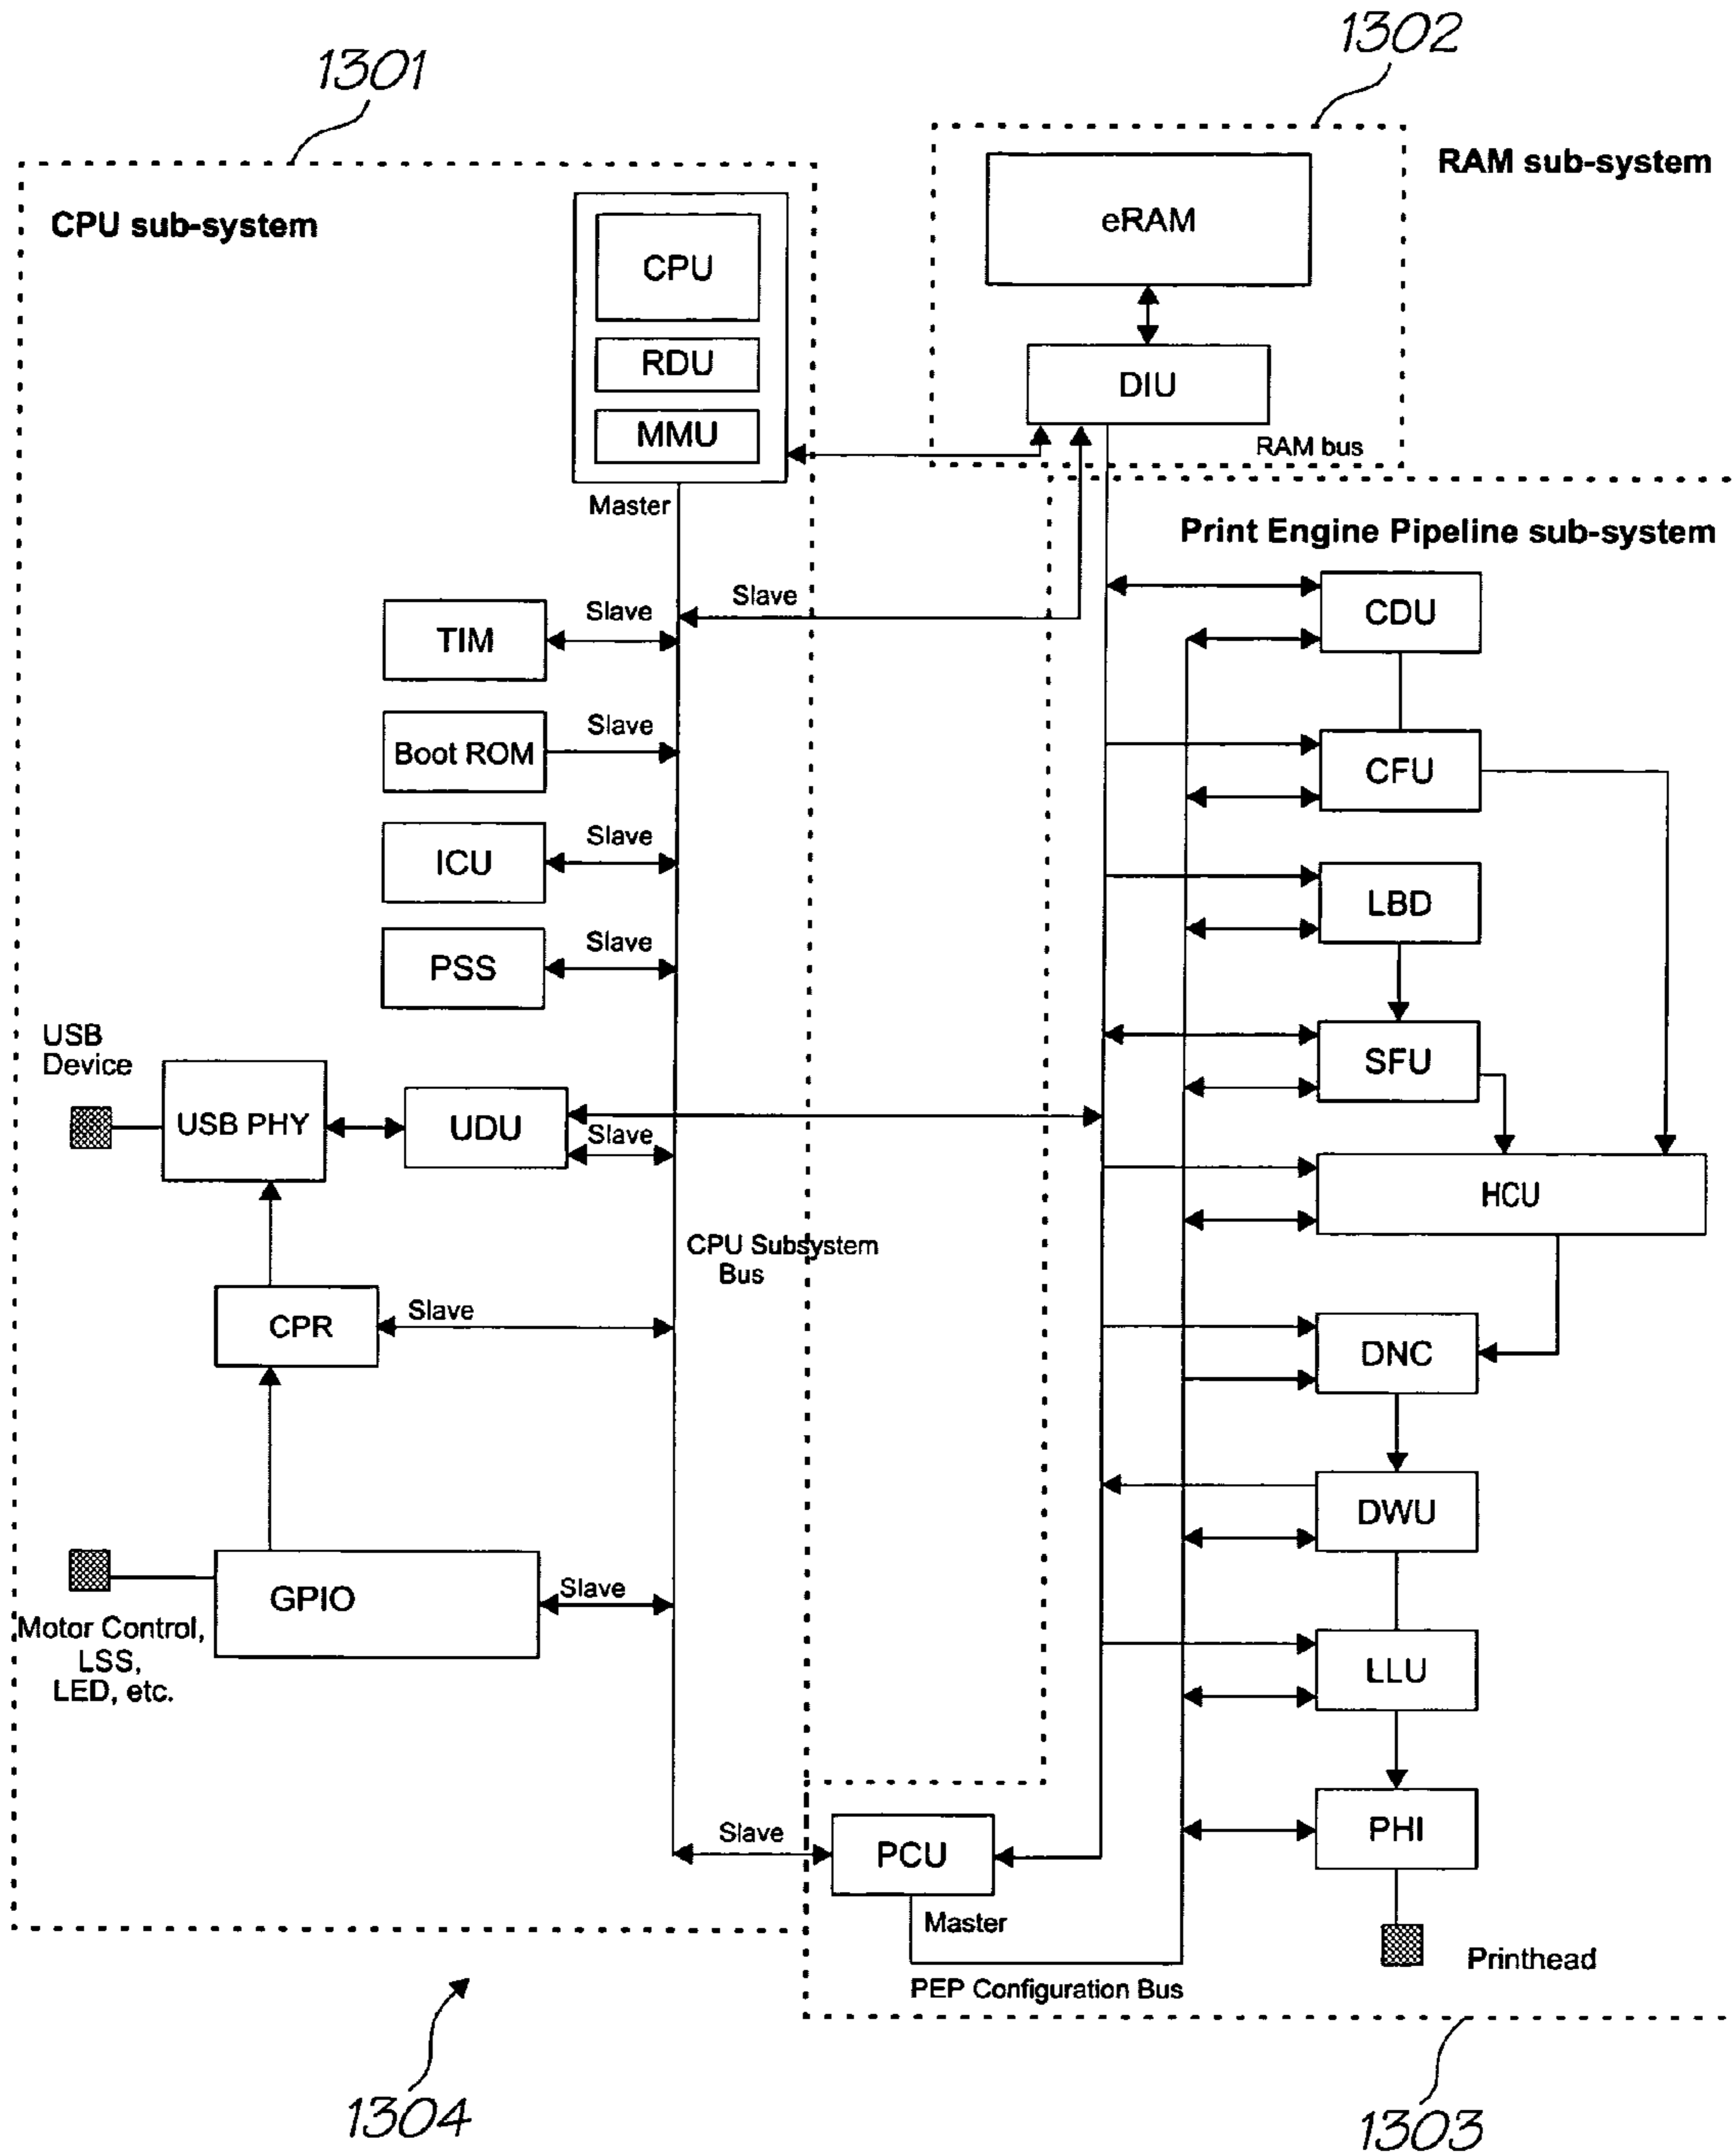 1301
1302
CPU sub-system
RAM sub-system
CPU
RDU
MMU
Master
eRAM
DIU
RAM bus
Print Engine Pipeline sub-system
TIM
Slave
Slave
Boot ROM
Slave
ICU
Slave
PSS
Slave
USB
Device
USB PHY
UDU
Slave
CPU Subsystem
Bus
CPR
Slave
GPIO
Slave
Motor Control,
LSS,
LED, etc.
CDU
CFU
LBD
SFU
HCU
DNC
DWU
LLU
PHI
Slave
PCU
Master
PEP Configuration Bus
Printhead
1304
1303